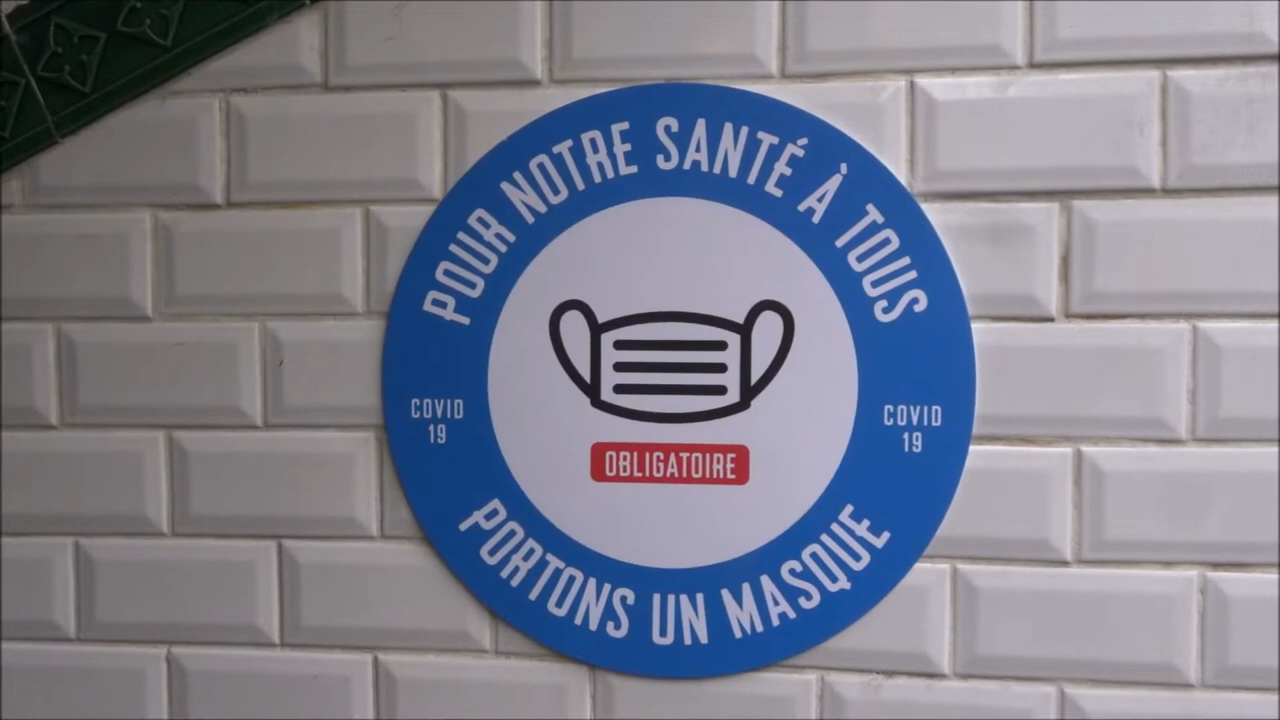 POUR NOTRE SANTÉ À TOUS
COVID
19
COVID
19
OBLIGATOIRE
PORTONS UN MASQUE